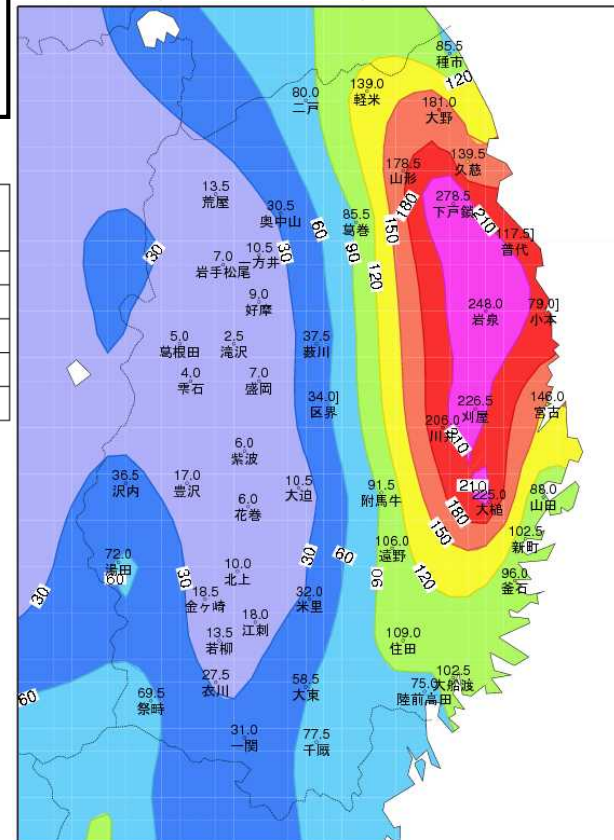 85.5
種市
120
139.0
軽米
80.0
二戸
181.0
大野
139.5
久慈
178.5
山形
180
13.5
荒屋
30.5
奥中山
278.5
下戸鎖
210
85.5
葛巻
60
150
[17.5]
普代
30
30
90
10.5
一方井
7.0
岩手松尾
120
9.0
好摩
248.0
岩泉
79.0]
小本
5.0
葛根田
2.5
滝沢
37.5
薮川
4.0
雫石
7.0
盛岡
34.0]
区界
226.5
刈屋
146.0
宮古
206.0
川井
210
6.0
紫波
36.5
沢内
17.0
豊沢
10.5
大迫
91.5
附馬牛
210
225.0
大槌
88.0
山田
6.0
花巻
180
150
102.5
新町
106.0
遠野
72.0
湯田
60
30
60
10.0
北上
30
90
120
96.0
釜石
30
18.5
金ヶ崎
32.0
米里
18.0
江刺
13.5
若柳
109.0
住田
27.5
衣川
58.5
大東
102.5
大船渡
75.0
陸前高田
60
69.5
祭畤
31.0
一関
77.5
千厩